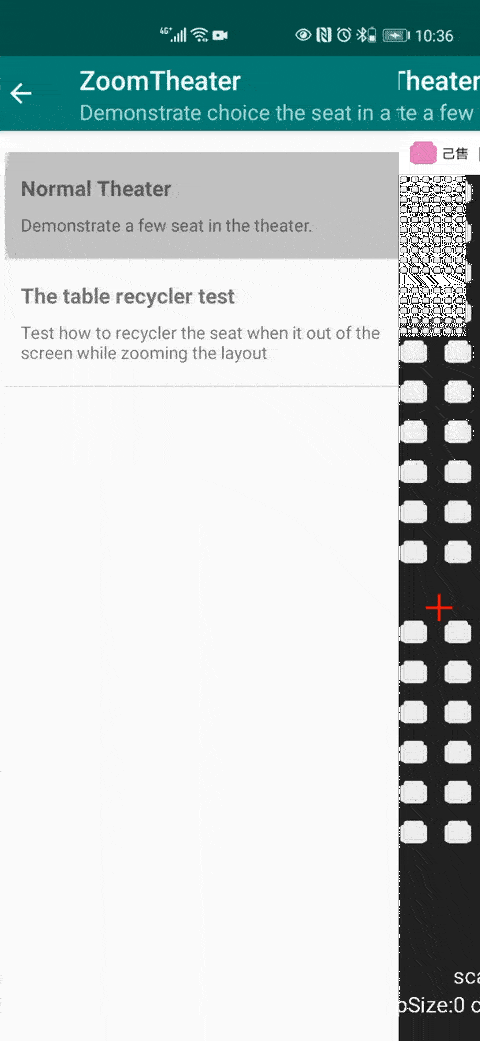 4G 10:36
ZoomTheater
Theater
Demonstrate choice the seat in a te a few
己售
Normal Theater
Demonstrate a few seat in the theater.
The table recycler test
Test how to recycler the seat when it out of the
screen while zooming the layout
sca
oSize:0 c